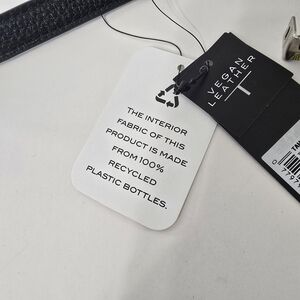 THE INTERIOR
FABRIC OF THIS
PRODUCT IS MADE
FROM 100%
RECYCLED
PLASTIC BOTTLES.
VEGAN
LEATHER